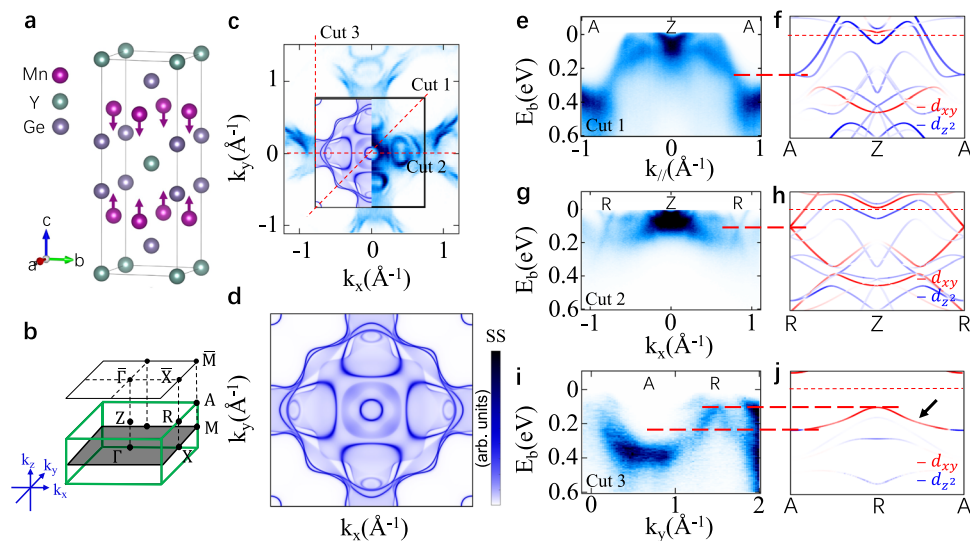 a
Mn
Y
Ge
c
a
b
b
M̅
Γ̅
X̅
A
Z
R
M
Γ
X
k_z
k_y
k_x
c
Cut 3
Cut 1
Cut 2
1
0
-1
k_y(Å⁻¹)
-1
0
1
k_x(Å⁻¹)
d
k_y(Å⁻¹)
k_x(Å⁻¹)
SS
(arb. units)
e
A
Z
A
0
0.2
0.4
0.6
E_b(eV)
Cut 1
-1
0
1
k_//(Å⁻¹)
f
- d_xy
- d_z²
A
Z
A
g
R
Z
R
0
0.2
0.4
0.6
E_b(eV)
Cut 2
-1
0
1
k_x(Å⁻¹)
h
- d_xy
- d_z²
R
Z
R
i
A
R
0
0.2
0.4
0.6
E_b(eV)
Cut 3
0
1
2
k_y(Å⁻¹)
j
- d_xy
- d_z²
A
R
A